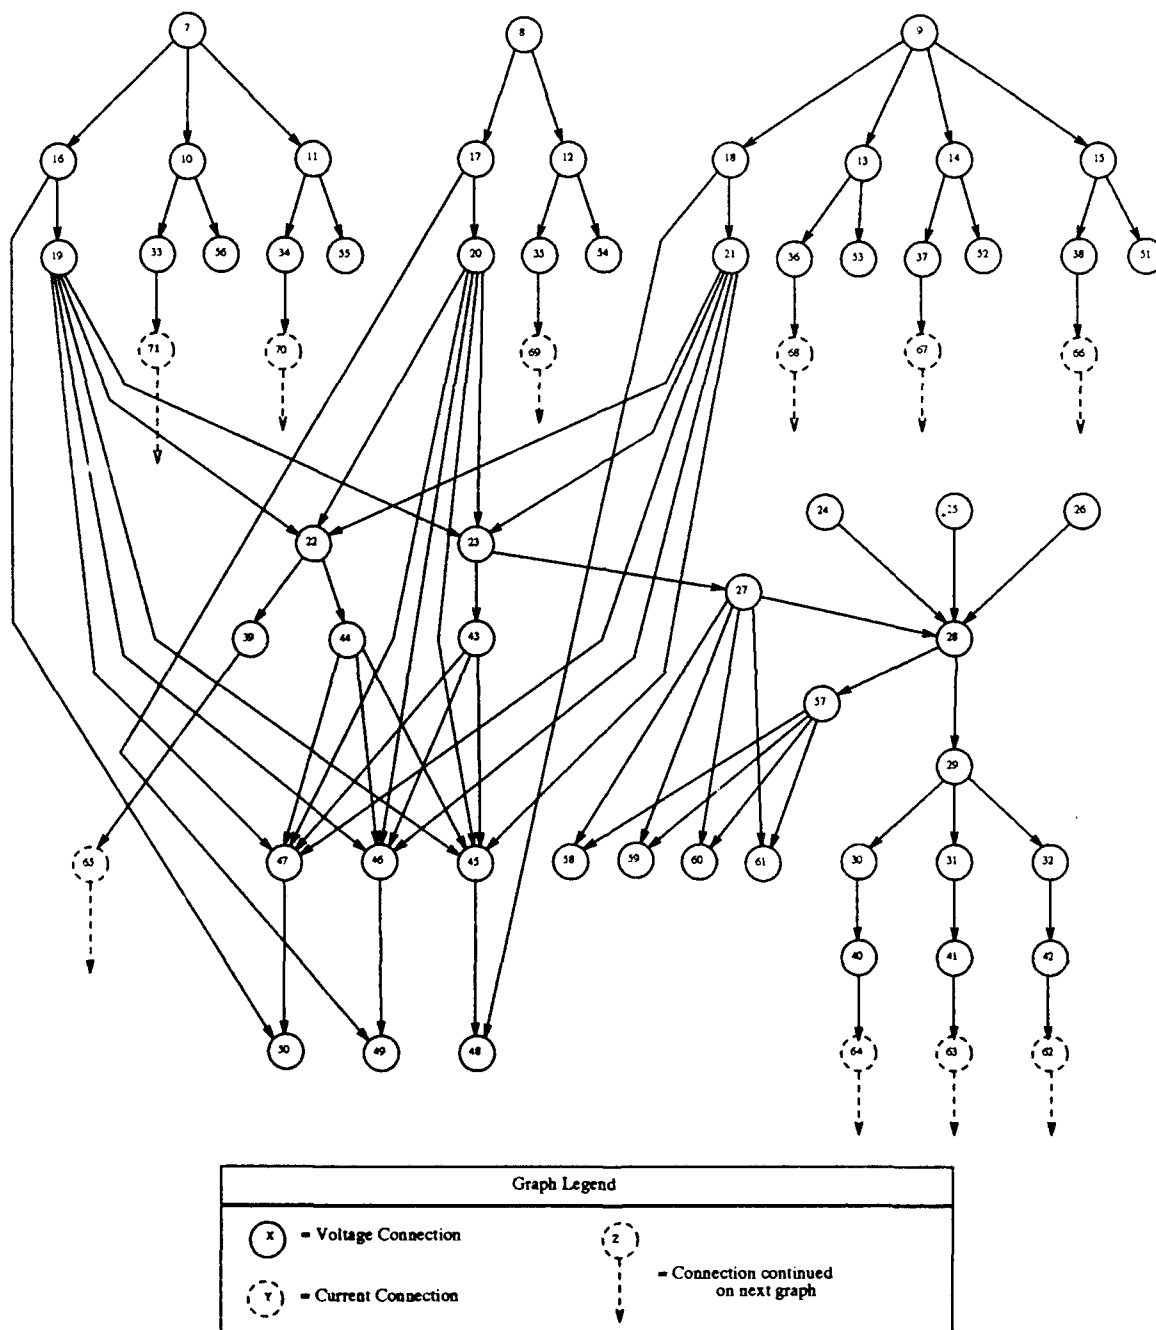 7 8 9
16 10 11 17 12 18 13 14 15
19 33 56 34 55 20 35 54 21 36 53 37 52 38 51
71 70 69 68 67 66
24 26
22 23
27
39 44 43 28
57
29
65 47 46 45 58 59 60 61 30 31 32
40 41 42
50 49 48 64 63 62
Graph Legend
X = Voltage Connection
Z
= Connection continued
on next graph
Y = Current Connection